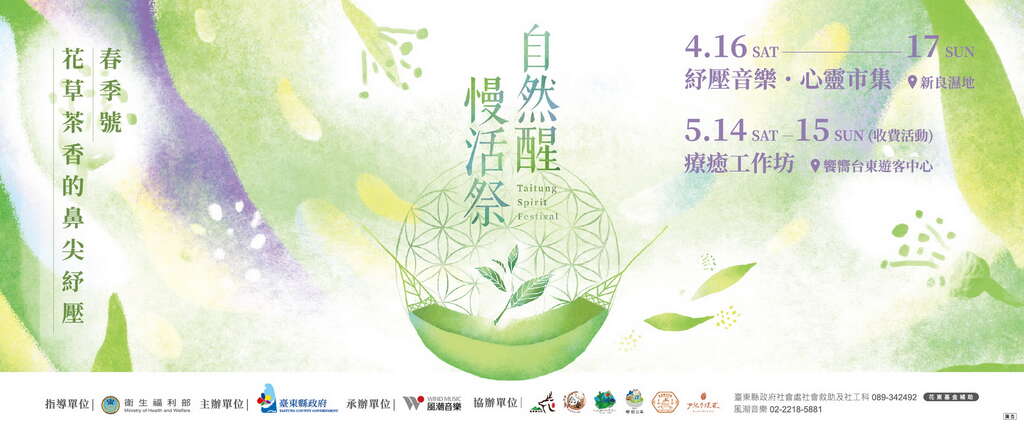 春季號
花草茶香的鼻尖紓壓
自然醒
慢活祭
Taitung
Spirit
Festival
4.16 SAT 17 SUN
紓壓音樂・心靈市集 新良濕地
5.14 SAT – 15 SUN (收費活動)
療癒工作坊 饗嚮台東遊客中心
指導單位| 衛生福利部
Ministry of Health and Welfare
主辦單位| 臺東縣政府
TAITUNG COUNTY GOVERNMENT
承辦單位| WIND MUSIC
風潮音樂
協辦單位|
臺東縣政府社會處社會救助及社工科 089-342492 花東基金補助
風潮音樂 02-2218-5881
廣告